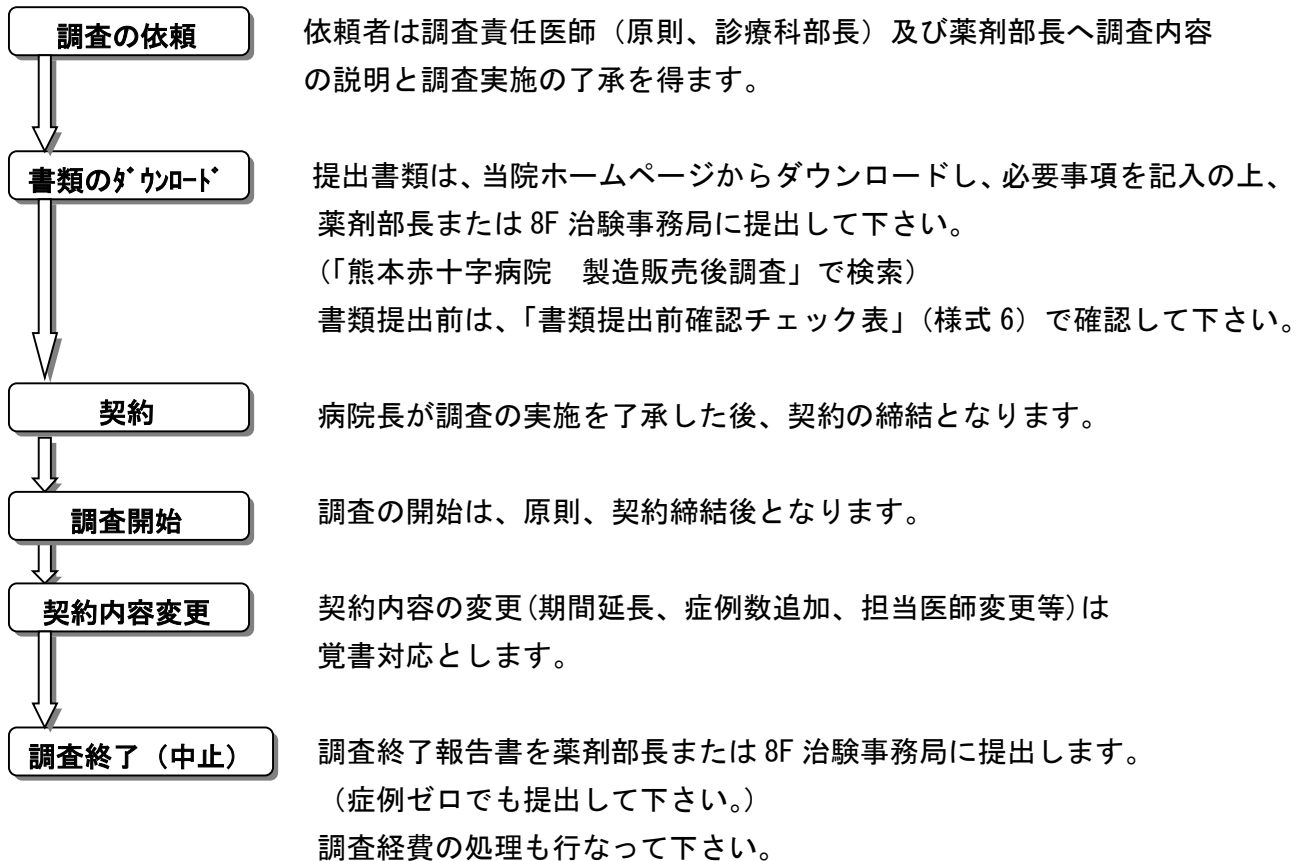 調査の依頼
依頼者は調査責任医師（原則、診療科部長）及び薬剤部長へ調査内容
の説明と調査実施の了承を得ます。
書類のﾀﾞｳﾝﾛｰﾄﾞ
提出書類は、当院ホームページからダウンロードし、必要事項を記入の上、
薬剤部長または 8F 治験事務局に提出して下さい。
（「熊本赤十字病院　製造販売後調査」で検索）
書類提出前は、「書類提出前確認チェック表」（様式 6）で確認して下さい。
契約
病院長が調査の実施を了承した後、契約の締結となります。
調査開始
調査の開始は、原則、契約締結後となります。
契約内容変更
契約内容の変更(期間延長、症例数追加、担当医師変更等)は
覚書対応とします。
調査終了（中止）
調査終了報告書を薬剤部長または 8F 治験事務局に提出します。
（症例ゼロでも提出して下さい。）
調査経費の処理も行なって下さい。